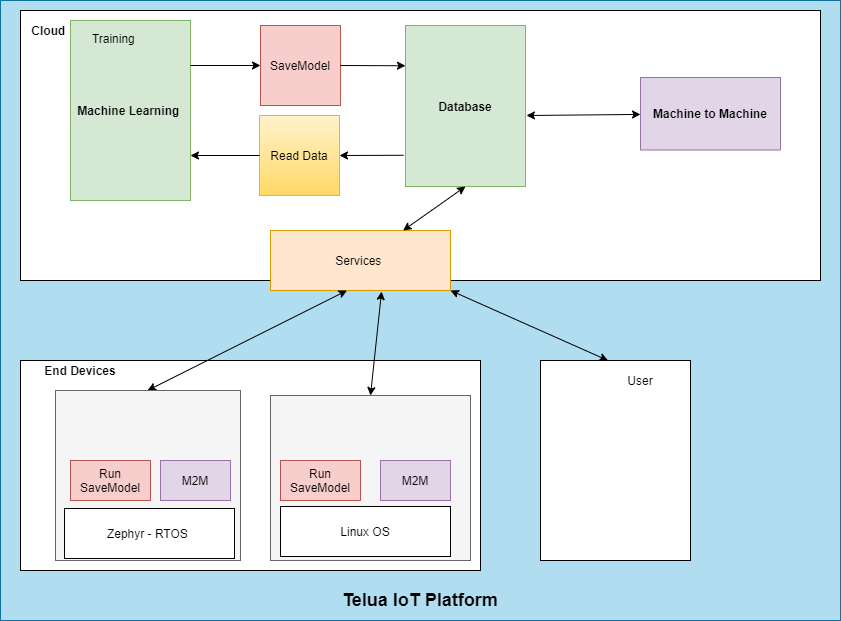 Cloud
Training
Machine Learning
SaveModel
Read Data
Database
Machine to Machine
Services
End Devices
Run
SaveModel
M2M
Zephyr - RTOS
Run
SaveModel
M2M
Linux OS
User
Telua IoT Platform